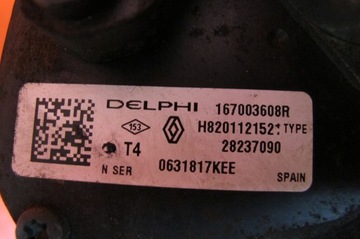 DELPHI 167003608R
153 H8201121521 TYPE
T4 28237090
N SER 0631817KEE SPAIN